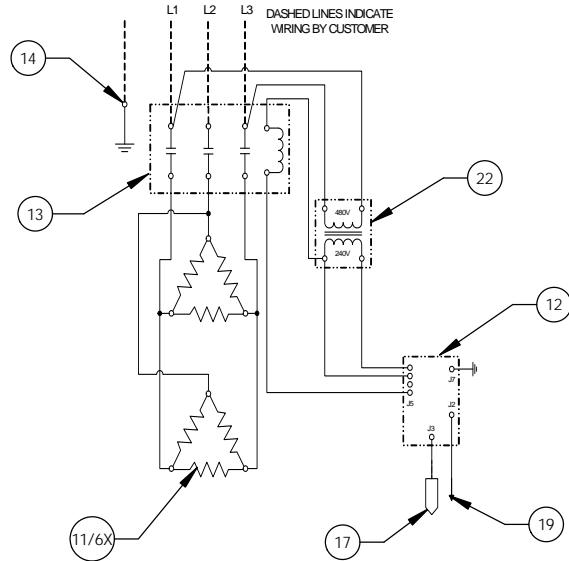 L1 L2 L3
DASHED LINES INDICATE
WIRING BY CUSTOMER
14
13
22
480V
240V
12
J7
J5
J2
J3
11/6X
17
19